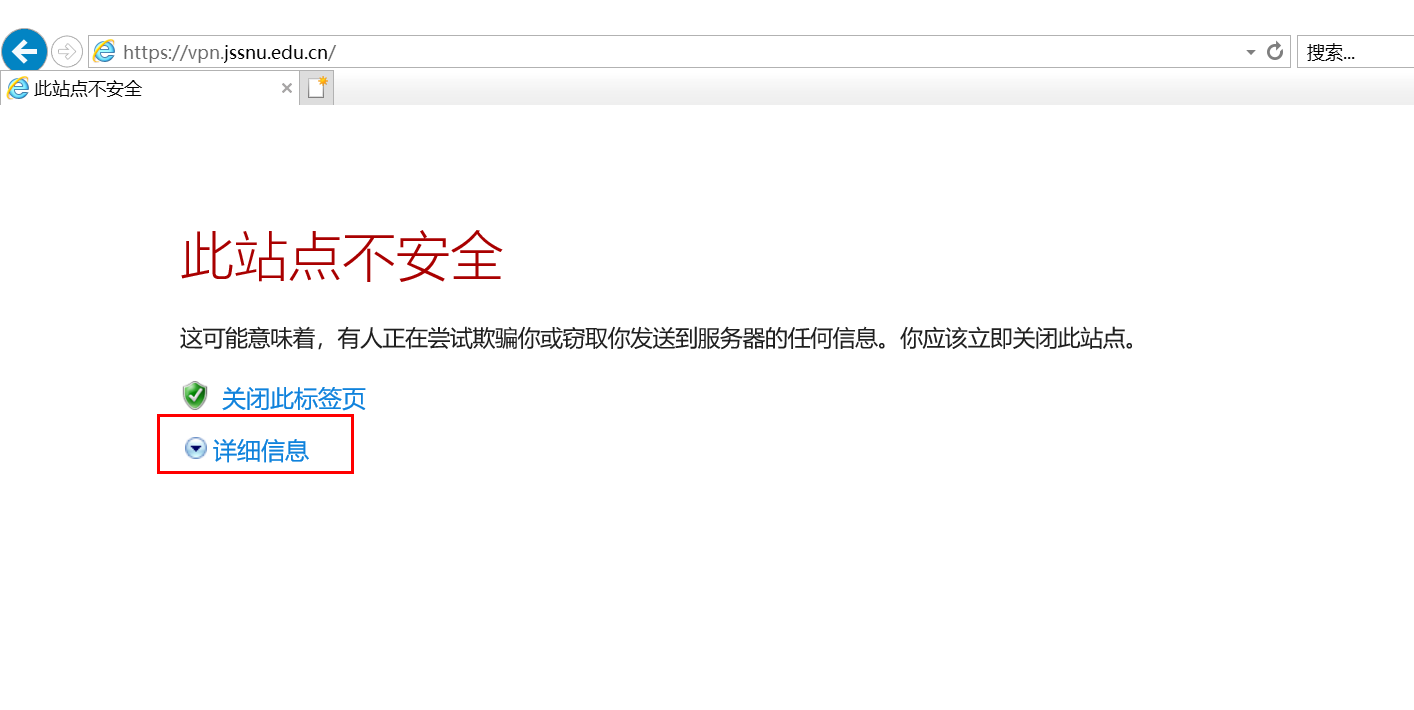 https://vpn.jssnu.edu.cn/
搜索...
此站点不安全
此站点不安全
这可能意味着，有人正在尝试欺骗你或窃取你发送到服务器的任何信息。你应该立即关闭此站点。
关闭此标签页
详细信息